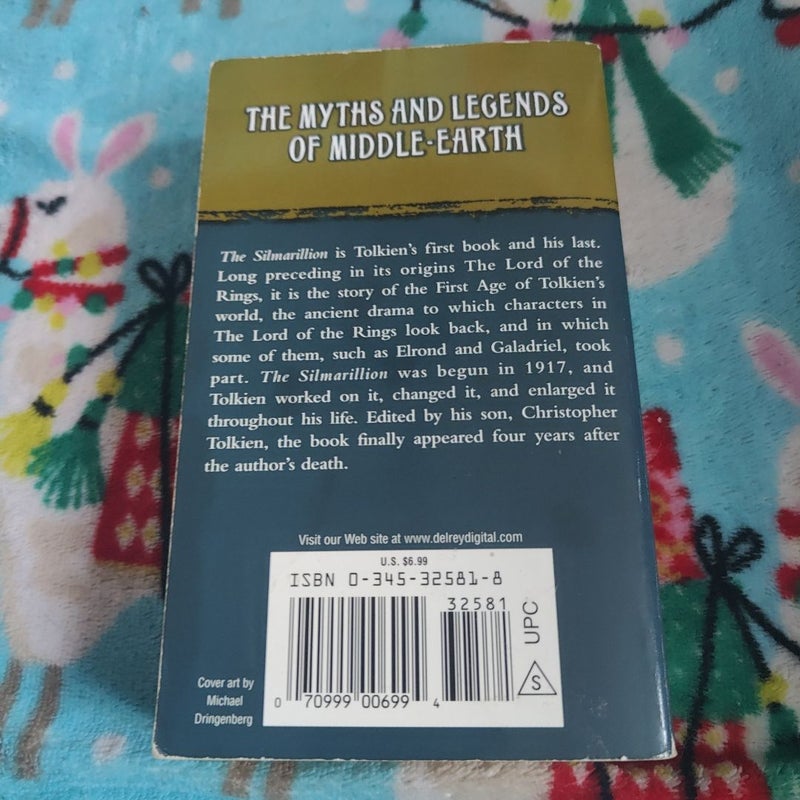 THE MYTHS AND LEGENDS
OF MIDDLE-EARTH
The Silmarillion is Tolkien's first book and his last.
Long preceding in its origins The Lord of the
Rings, it is the story of the First Age of Tolkien's
world, the ancient drama to which characters in
The Lord of the Rings look back, and in which
some of them, such as Elrond and Galadriel, took
part. The Silmarillion was begun in 1917, and
Tolkien worked on it, changed it, and enlarged it
throughout his life. Edited by his son, Christopher
Tolkien, the book finally appeared four years after
the author's death.
Visit our Web site at www.delreydigital.com
U.S. $6.99
ISBN 0-345-32581-8
32581
UPC
S
0 70999 00699 4
Cover art by
Michael
Dringenberg